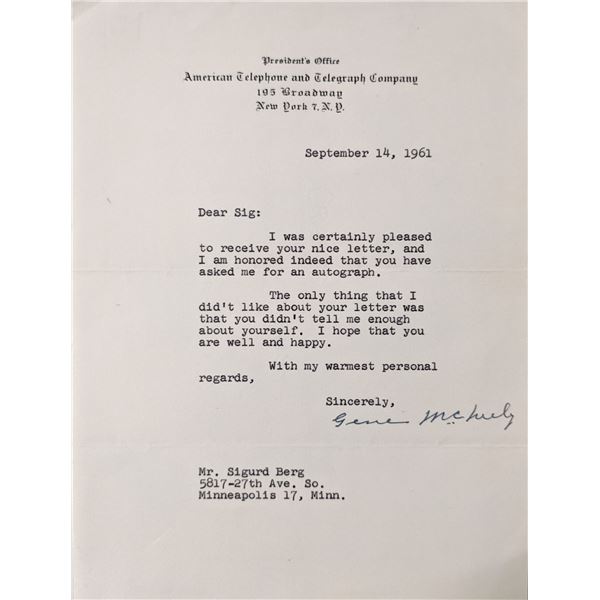 President's Office
American Telephone and Telegraph Company
195 Broadway
New York 7, N.Y.
September 14, 1961
Dear Sig:
I was certainly pleased
to receive your nice letter, and
I am honored indeed that you have
asked me for an autograph.
The only thing that I
did't like about your letter was
that you didn't tell me enough
about yourself. I hope that you
are well and happy.
With my warmest personal
regards,
Sincerely,
Gene McNeely
Mr. Sigurd Berg
5817-27th Ave. So.
Minneapolis 17, Minn.